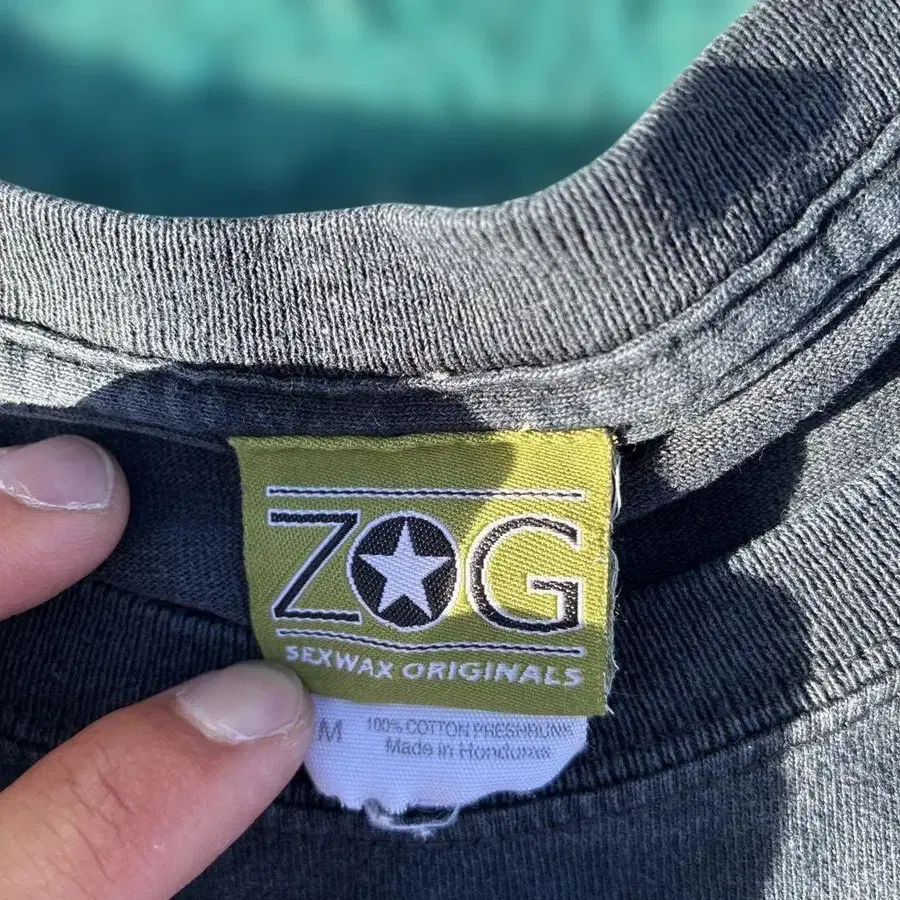 ZOG
SEXWAX ORIGINALS
M 100% COTTON PRESHRUNK
Made in Honduras